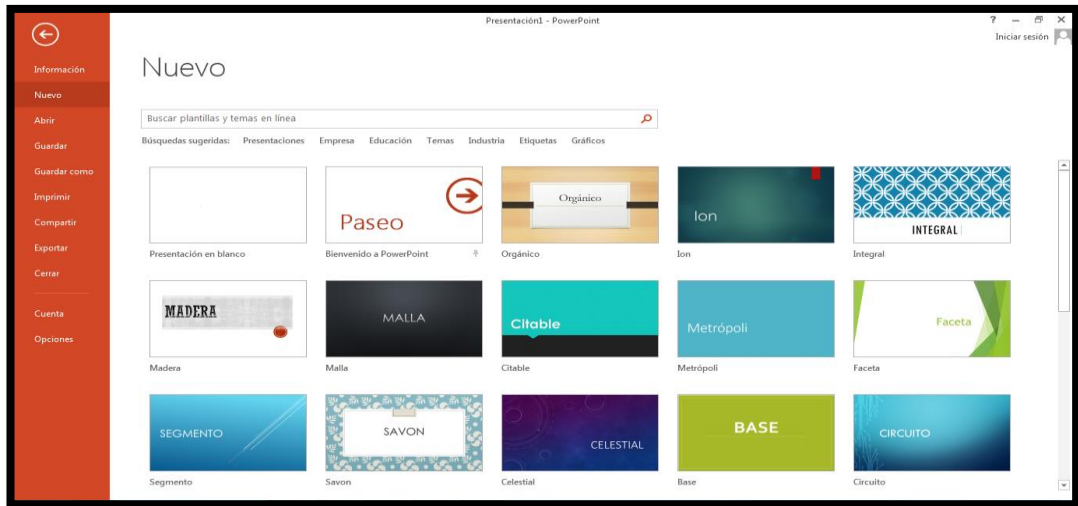 Presentación1 - PowerPoint
?
Iniciar sesión
Información
Nuevo
Abrir
Guardar
Guardar como
Imprimir
Compartir
Exportar
Cerrar
Cuenta
Opciones
Nuevo
Buscar plantillas y temas en línea
Búsquedas sugeridas: Presentaciones Empresa Educación Temas Industria Etiquetas Gráficos
Paseo
Orgánico
Ion
INTEGRAL
Presentación en blanco
Bienvenido a PowerPoint
Orgánico
Ion
Integral
MADERA
MALLA
Citable
Metrópoli
Faceta
Madera
Malla
Citable
Metrópoli
Faceta
SEGMENTO
SAVON
CELESTIAL
BASE
CIRCUITO
Segmento
Savon
Celestial
Base
Circuito